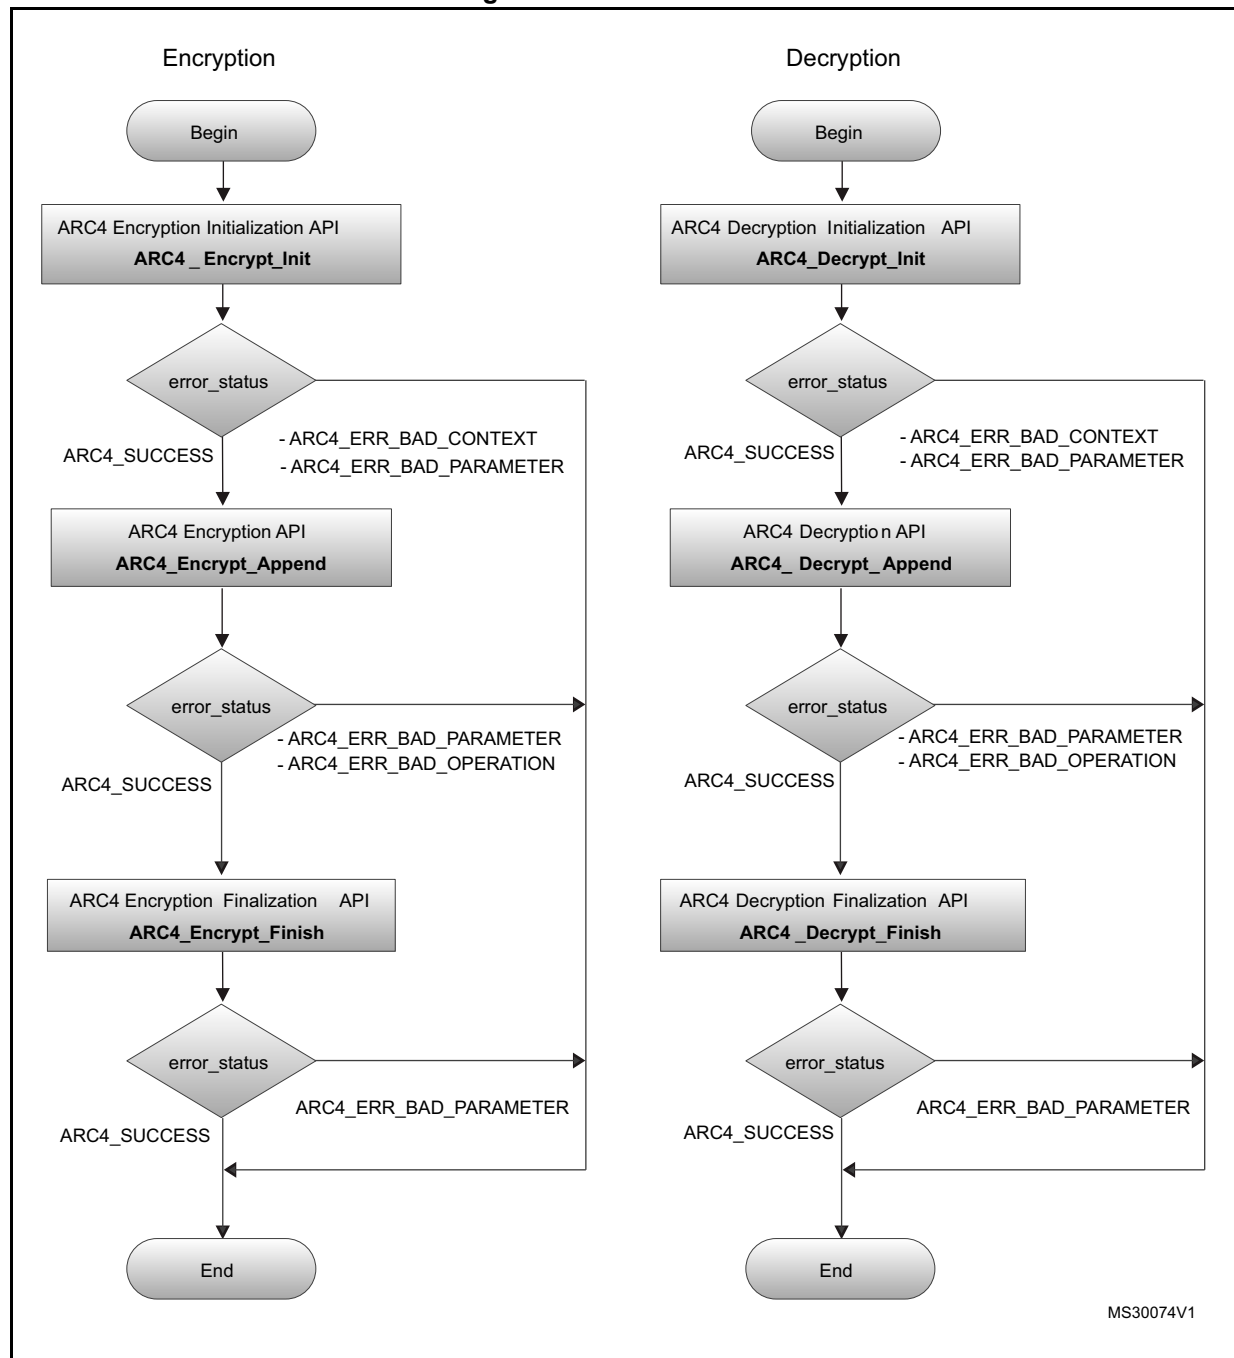 Encryption
Begin
ARC4 Encryption Initialization API
ARC4 _ Encrypt_Init
error_status
- ARC4_ERR_BAD_CONTEXT
- ARC4_ERR_BAD_PARAMETER
ARC4_SUCCESS
ARC4 Encryption API
ARC4_Encrypt_Append
error_status
- ARC4_ERR_BAD_PARAMETER
- ARC4_ERR_BAD_OPERATION
ARC4_SUCCESS
ARC4 Encryption Finalization API
ARC4_Encrypt_Finish
error_status
ARC4_ERR_BAD_PARAMETER
ARC4_SUCCESS
End
Decryption
Begin
ARC4 Decryption Initialization API
ARC4_Decrypt_Init
error_status
- ARC4_ERR_BAD_CONTEXT
- ARC4_ERR_BAD_PARAMETER
ARC4_SUCCESS
ARC4 Decryption API
ARC4_ Decrypt_ Append
error_status
- ARC4_ERR_BAD_PARAMETER
- ARC4_ERR_BAD_OPERATION
ARC4_SUCCESS
ARC4 Decryption Finalization API
ARC4 _Decrypt_Finish
error_status
ARC4_ERR_BAD_PARAMETER
ARC4_SUCCESS
End
MS30074V1